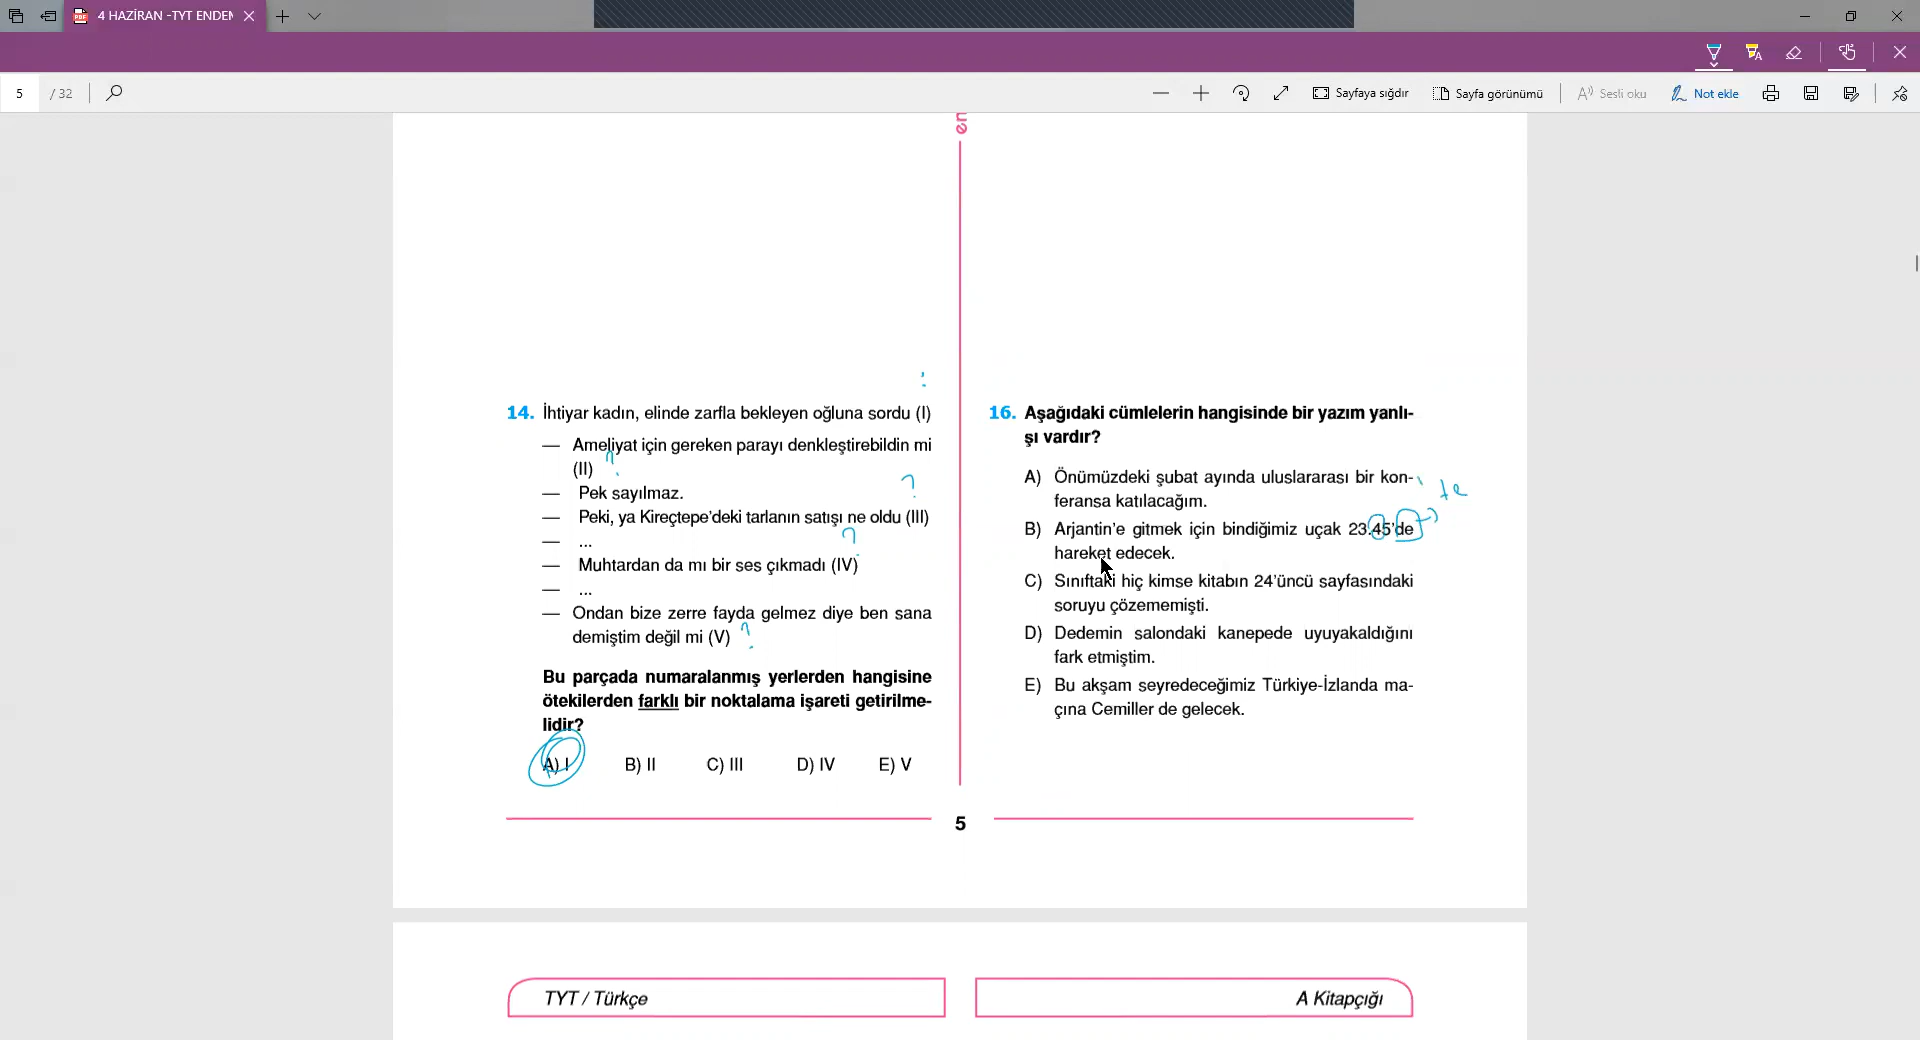 4 HAZİRAN -TYT ENDEM
5 / 32
Sayfaya sığdır
Sayfa görünümü
Sesli oku
Not ekle
en
14. İhtiyar kadın, elinde zarfla bekleyen oğluna sordu (I)
:
— Ameliyat için gereken parayı denkleştirebildin mi
(II) ?
— Pek sayılmaz.
— Peki, ya Kireçtepe'deki tarlanın satışı ne oldu (III)
?
— ...
— Muhtardan da mı bir ses çıkmadı (IV)
?
— ...
— Ondan bize zerre fayda gelmez diye ben sana
demiştim değil mi (V) ?
Bu parçada numaralanmış yerlerden hangisine
ötekilerden farklı bir noktalama işareti getirilme-
lidir?
A) I B) II C) III D) IV E) V
16. Aşağıdaki cümlelerin hangisinde bir yazım yanlı-
şı vardır?
A) Önümüzdeki şubat ayında uluslararası bir kon-
feransa katılacağım.
te
B) Arjantin'e gitmek için bindiğimiz uçak 23.45'de
hareket edecek.
C) Sınıftaki hiç kimse kitabın 24'üncü sayfasındaki
soruyu çözememişti.
D) Dedemin salondaki kanepede uyuyakaldığını
fark etmiştim.
E) Bu akşam seyredeceğimiz Türkiye-İzlanda ma-
çına Cemiller de gelecek.
5
TYT / Türkçe
A Kitapçığı